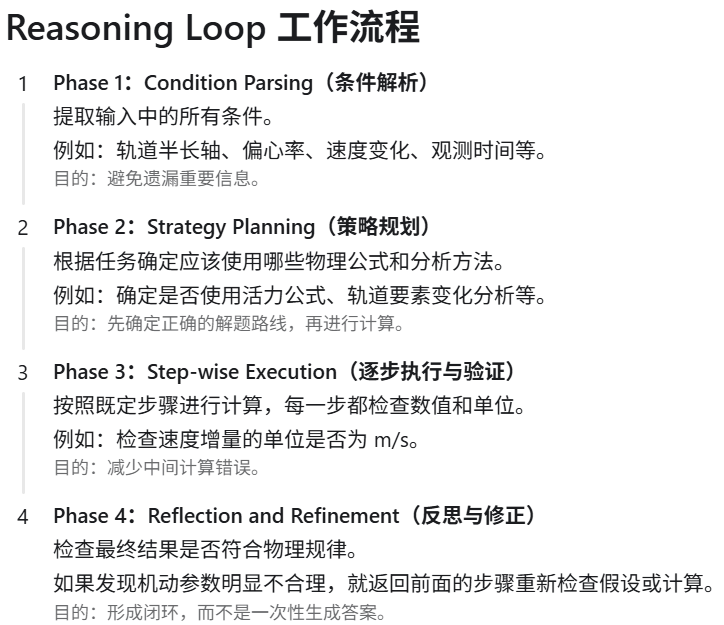 Reasoning Loop 工作流程
1 Phase 1：Condition Parsing（条件解析）
提取输入中的所有条件。
例如：轨道半长轴、偏心率、速度变化、观测时间等。
目的：避免遗漏重要信息。
2 Phase 2：Strategy Planning（策略规划）
根据任务确定应该使用哪些物理公式和分析方法。
例如：确定是否使用活力公式、轨道要素变化分析等。
目的：先确定正确的解题路线，再进行计算。
3 Phase 3：Step-wise Execution（逐步执行与验证）
按照既定步骤进行计算，每一步都检查数值和单位。
例如：检查速度增量的单位是否为 m/s。
目的：减少中间计算错误。
4 Phase 4：Reflection and Refinement（反思与修正）
检查最终结果是否符合物理规律。
如果发现机动参数明显不合理，就返回前面的步骤重新检查假设或计算。
目的：形成闭环，而不是一次性生成答案。